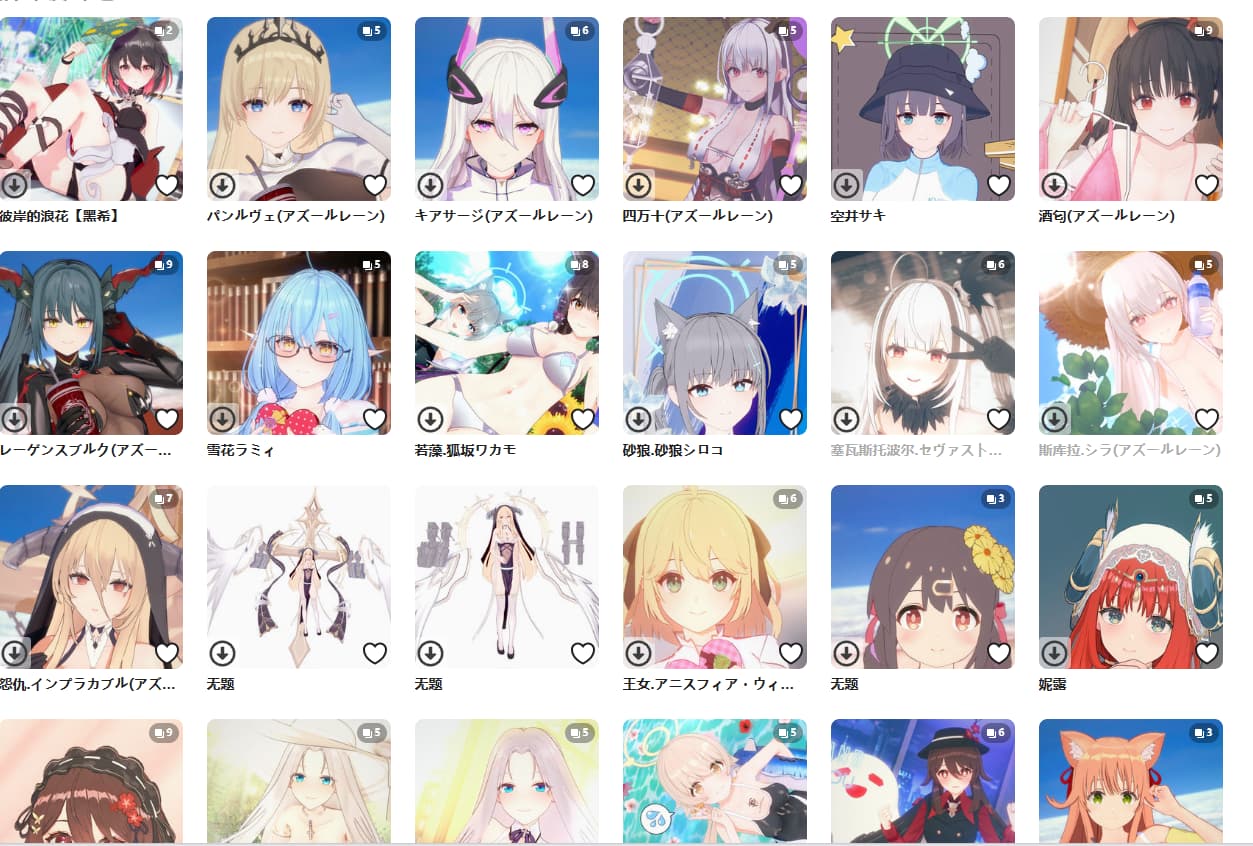 2
5
6
5
5
9
彼岸的浪花【黑希】
パンルヴェ(アズールレーン)
キアサージ(アズールレーン)
四万十(アズールレーン)
空井サキ
酒匂(アズールレーン)
9
5
8
5
6
5
レーゲンスブルク(アズー...
雪花ラミィ
若藻.狐坂ワカモ
砂狼.砂狼シロコ
塞瓦斯托波尔.セヴァスト...
斯库拉.シラ(アズールレーン)
7
6
3
5
怨仇.インプラカブル(アズ...
无题
无题
王女.アニスフィア・ウィ...
无题
妮露
9
5
5
5
6
3